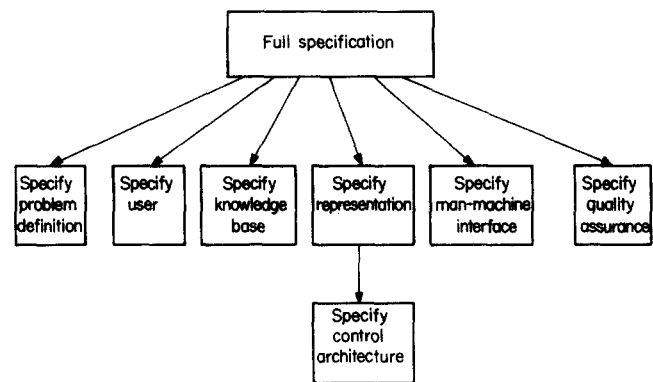 Full specification
Specify
problem
definition
Specify
user
Specify
knowledge
base
Specify
representation
Specify
man-machine
interface
Specify
quality
assurance
Specify
control
architecture